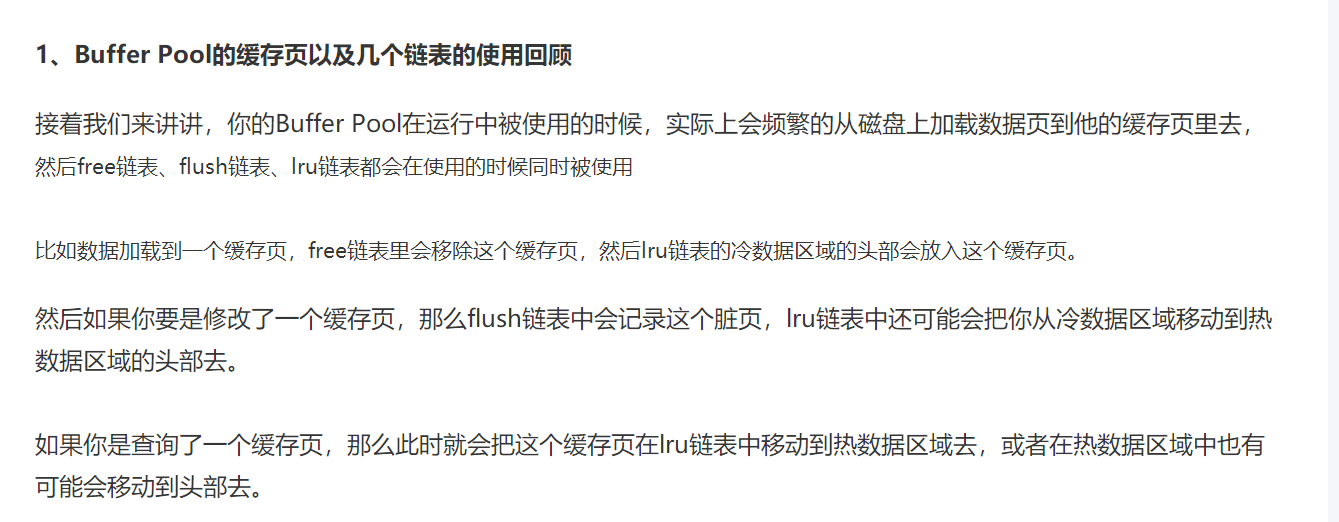 1、Buffer Pool的缓存页以及几个链表的使用回顾
接着我们来讲讲，你的Buffer Pool在运行中被使用的时候，实际上会频繁的从磁盘上加载数据页到他的缓存页里去，
然后free链表、flush链表、lru链表都会在使用的时候同时被使用
比如数据加载到一个缓存页，free链表里会移除这个缓存页，然后lru链表的冷数据区域的头部会放入这个缓存页。
然后如果你要是修改了一个缓存页，那么flush链表中会记录这个脏页，lru链表中还可能会把你从冷数据区域移动到热
数据区域的头部去。
如果你是查询了一个缓存页，那么此时就会把这个缓存页在lru链表中移动到热数据区域去，或者在热数据区域中也有
可能会移动到头部去。